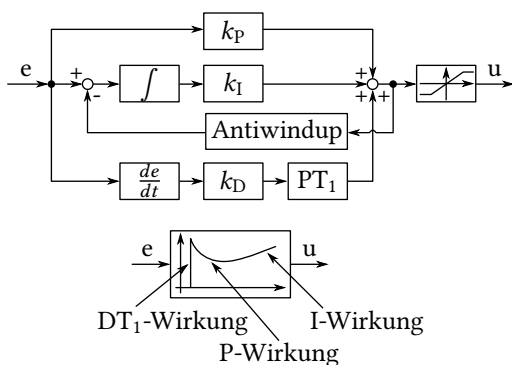 k_P
e + - ∫ k_I + + + u
Antiwindup
de/dt k_D PT_1
e u
DT_1-Wirkung I-Wirkung
P-Wirkung